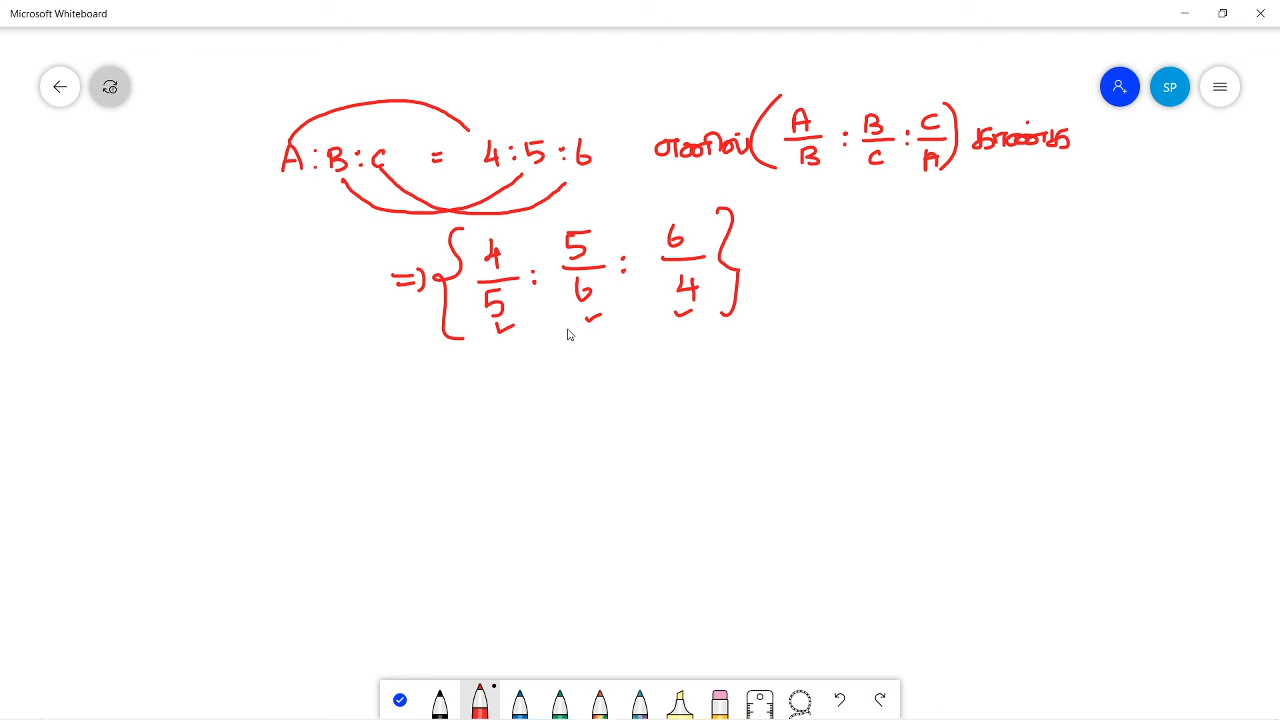 Microsoft Whiteboard
SP
A : B : C = 4 : 5 : 6 எனில் ( A/B : B/C : C/A )
=> { 4/5 : 5/6 : 6/4 }